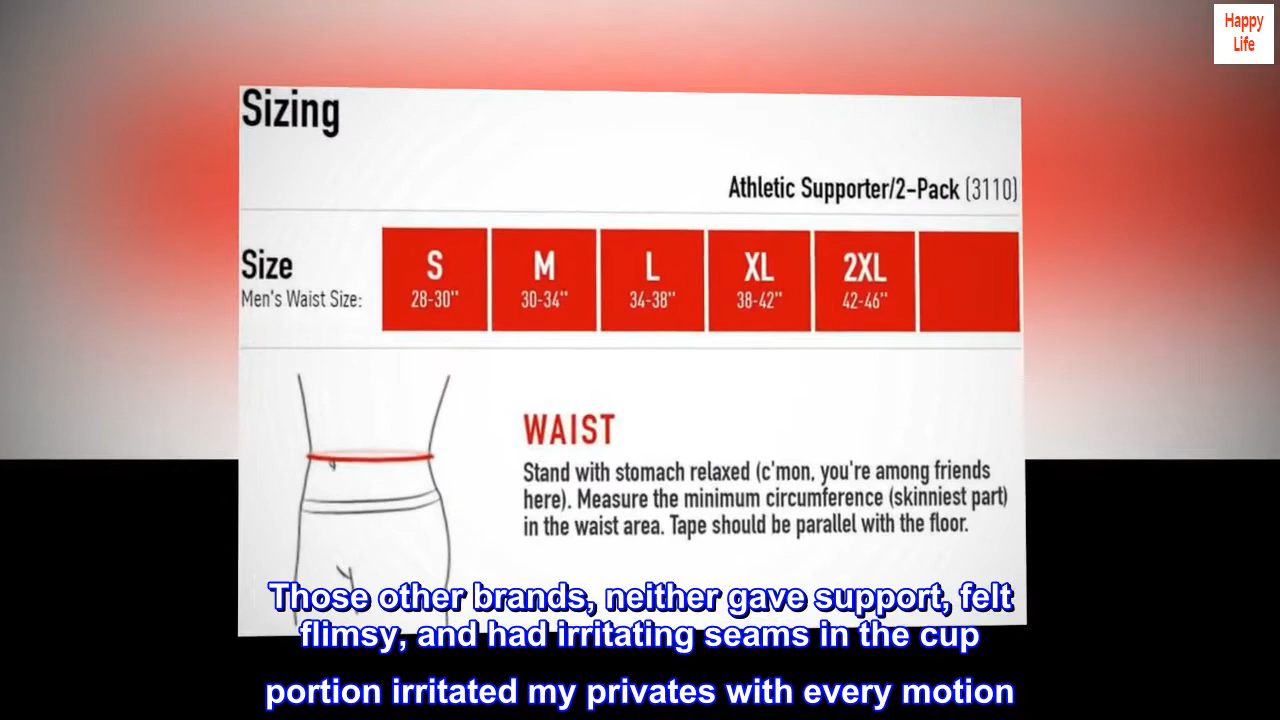 Happy
Life
Sizing
Athletic Supporter/2-Pack (3110)
Size
Men's Waist Size:
S
28-30"
M
30-34"
L
34-38"
XL
38-42"
2XL
42-46"
WAIST
Stand with stomach relaxed (c'mon, you're among friends
here). Measure the minimum circumference (skinniest part)
in the waist area. Tape should be parallel with the floor.
Those other brands, neither gave support, felt
flimsy, and had irritating seams in the cup
portion irritated my privates with every motion